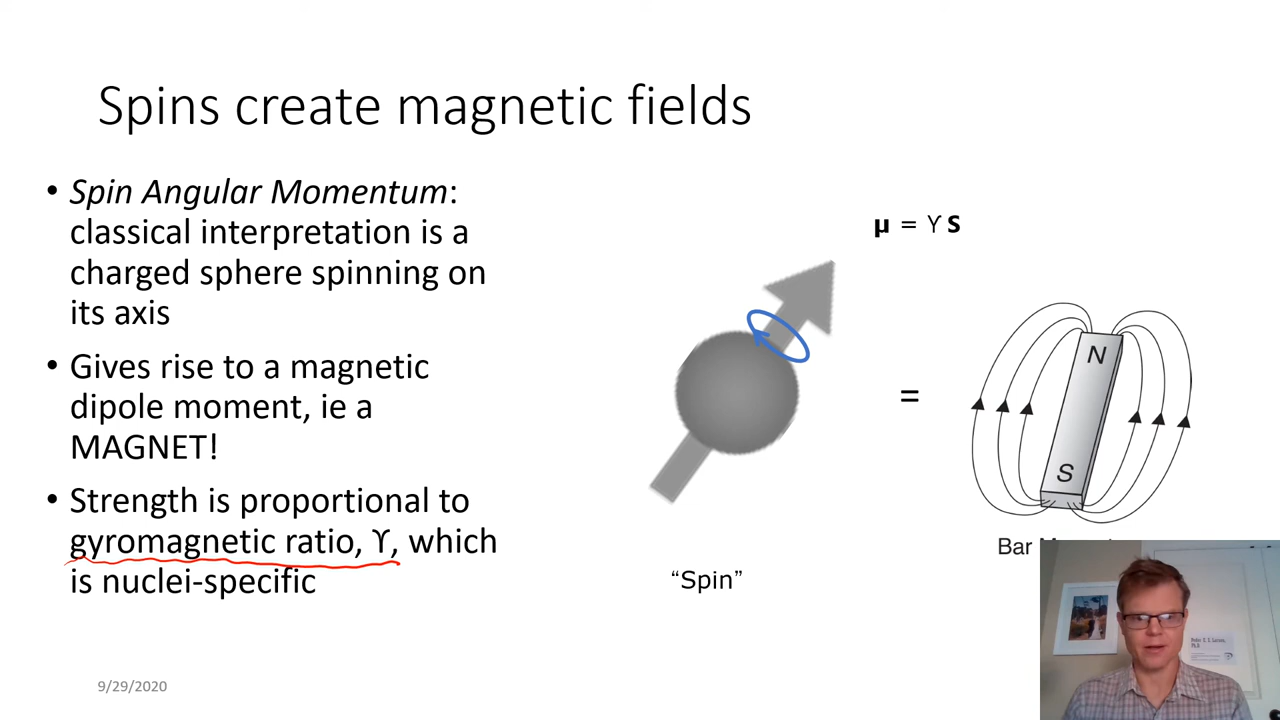 Spins create magnetic fields
• Spin Angular Momentum:
classical interpretation is a
charged sphere spinning on
its axis
• Gives rise to a magnetic
dipole moment, ie a
MAGNET!
• Strength is proportional to
gyromagnetic ratio, ϒ, which
is nuclei-specific
μ = ϒ S
=
N
S
Bar
“Spin”
9/29/2020
Ph.D